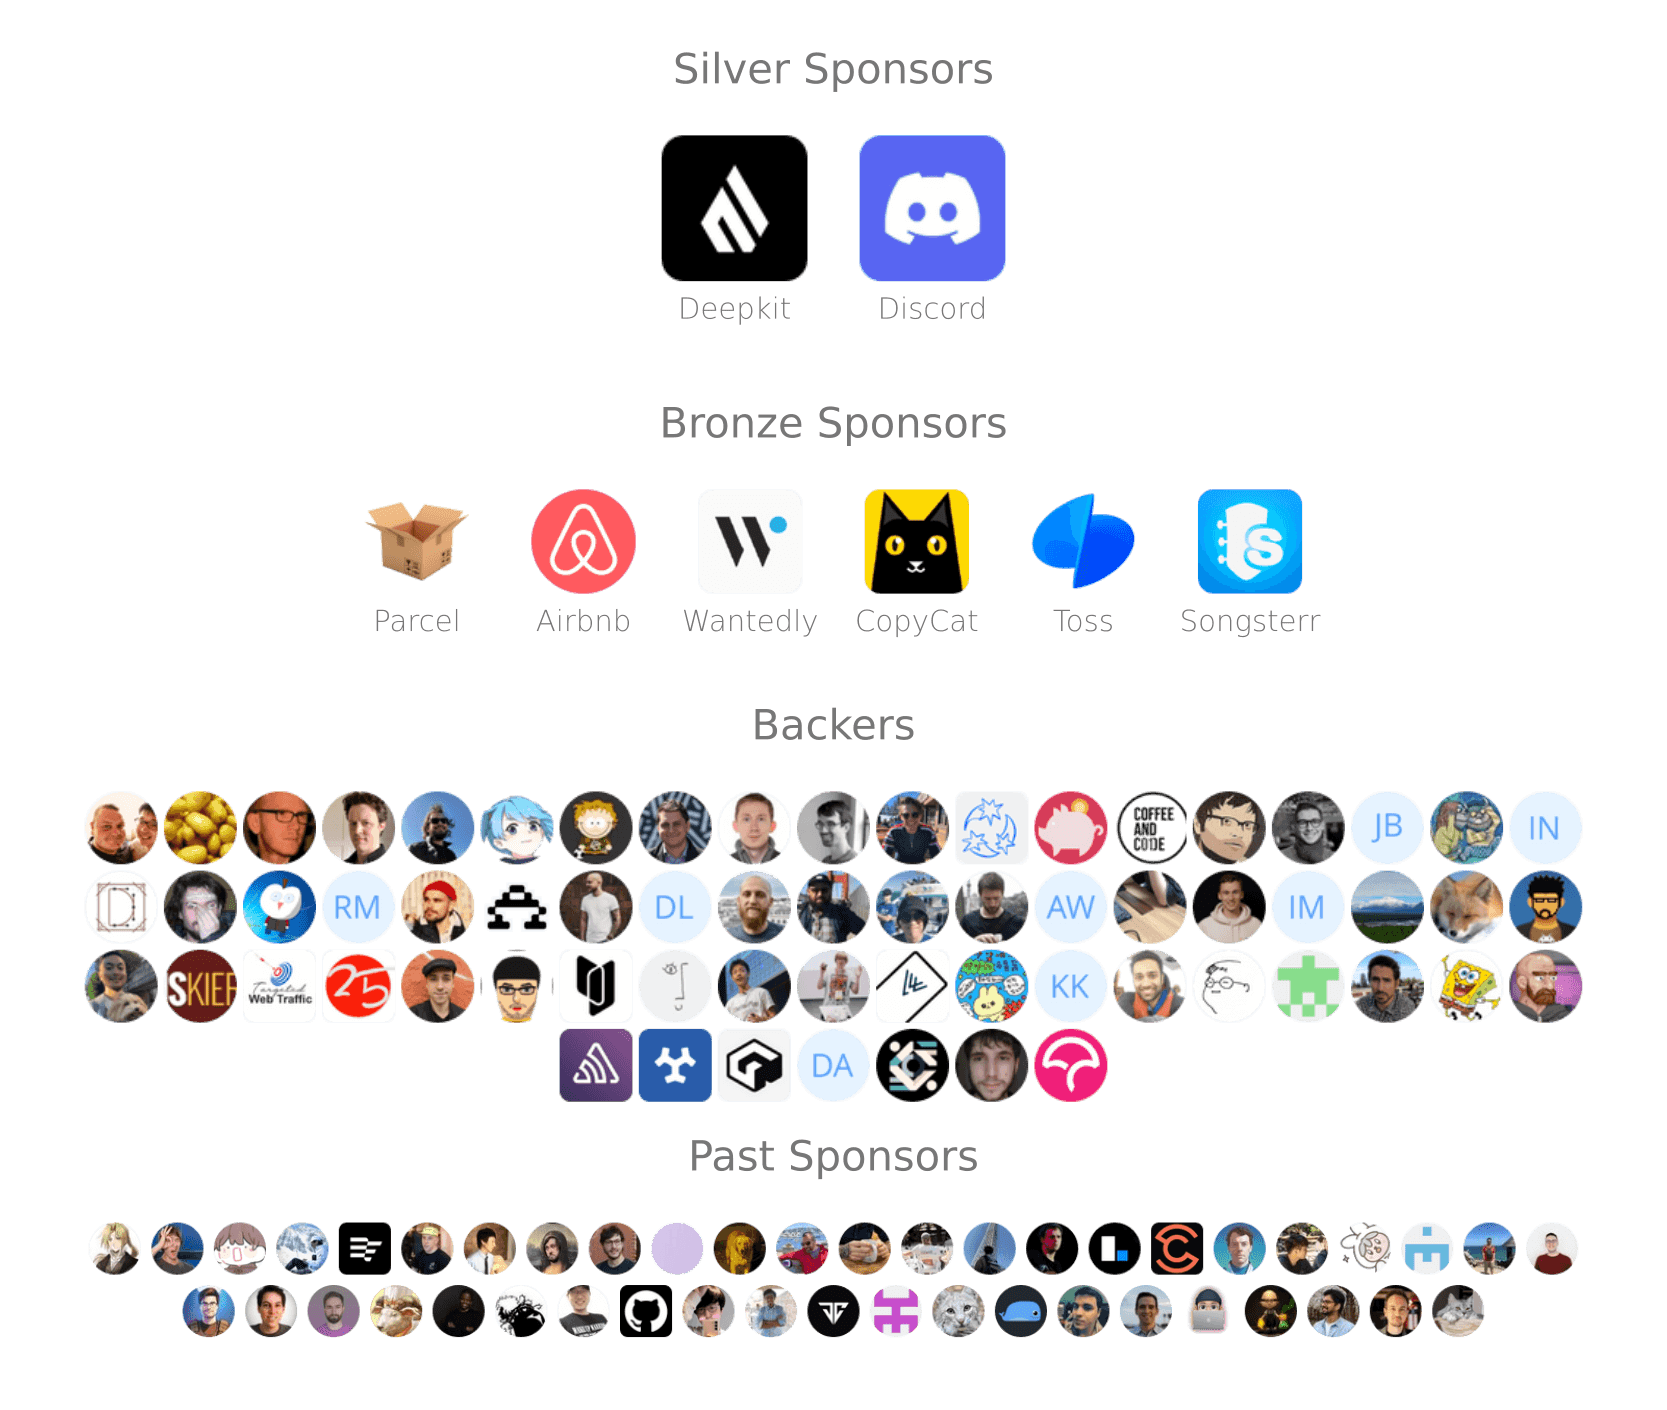 Silver Sponsors
Deepkit Discord
Bronze Sponsors
Parcel Airbnb Wantedly CopyCat Toss Songsterr
Backers
COFFEE
AND
CODE
JB IN
RM DL AW IM
SKIEF
Targeted
Web Traffic
25
KK
DA
Past Sponsors